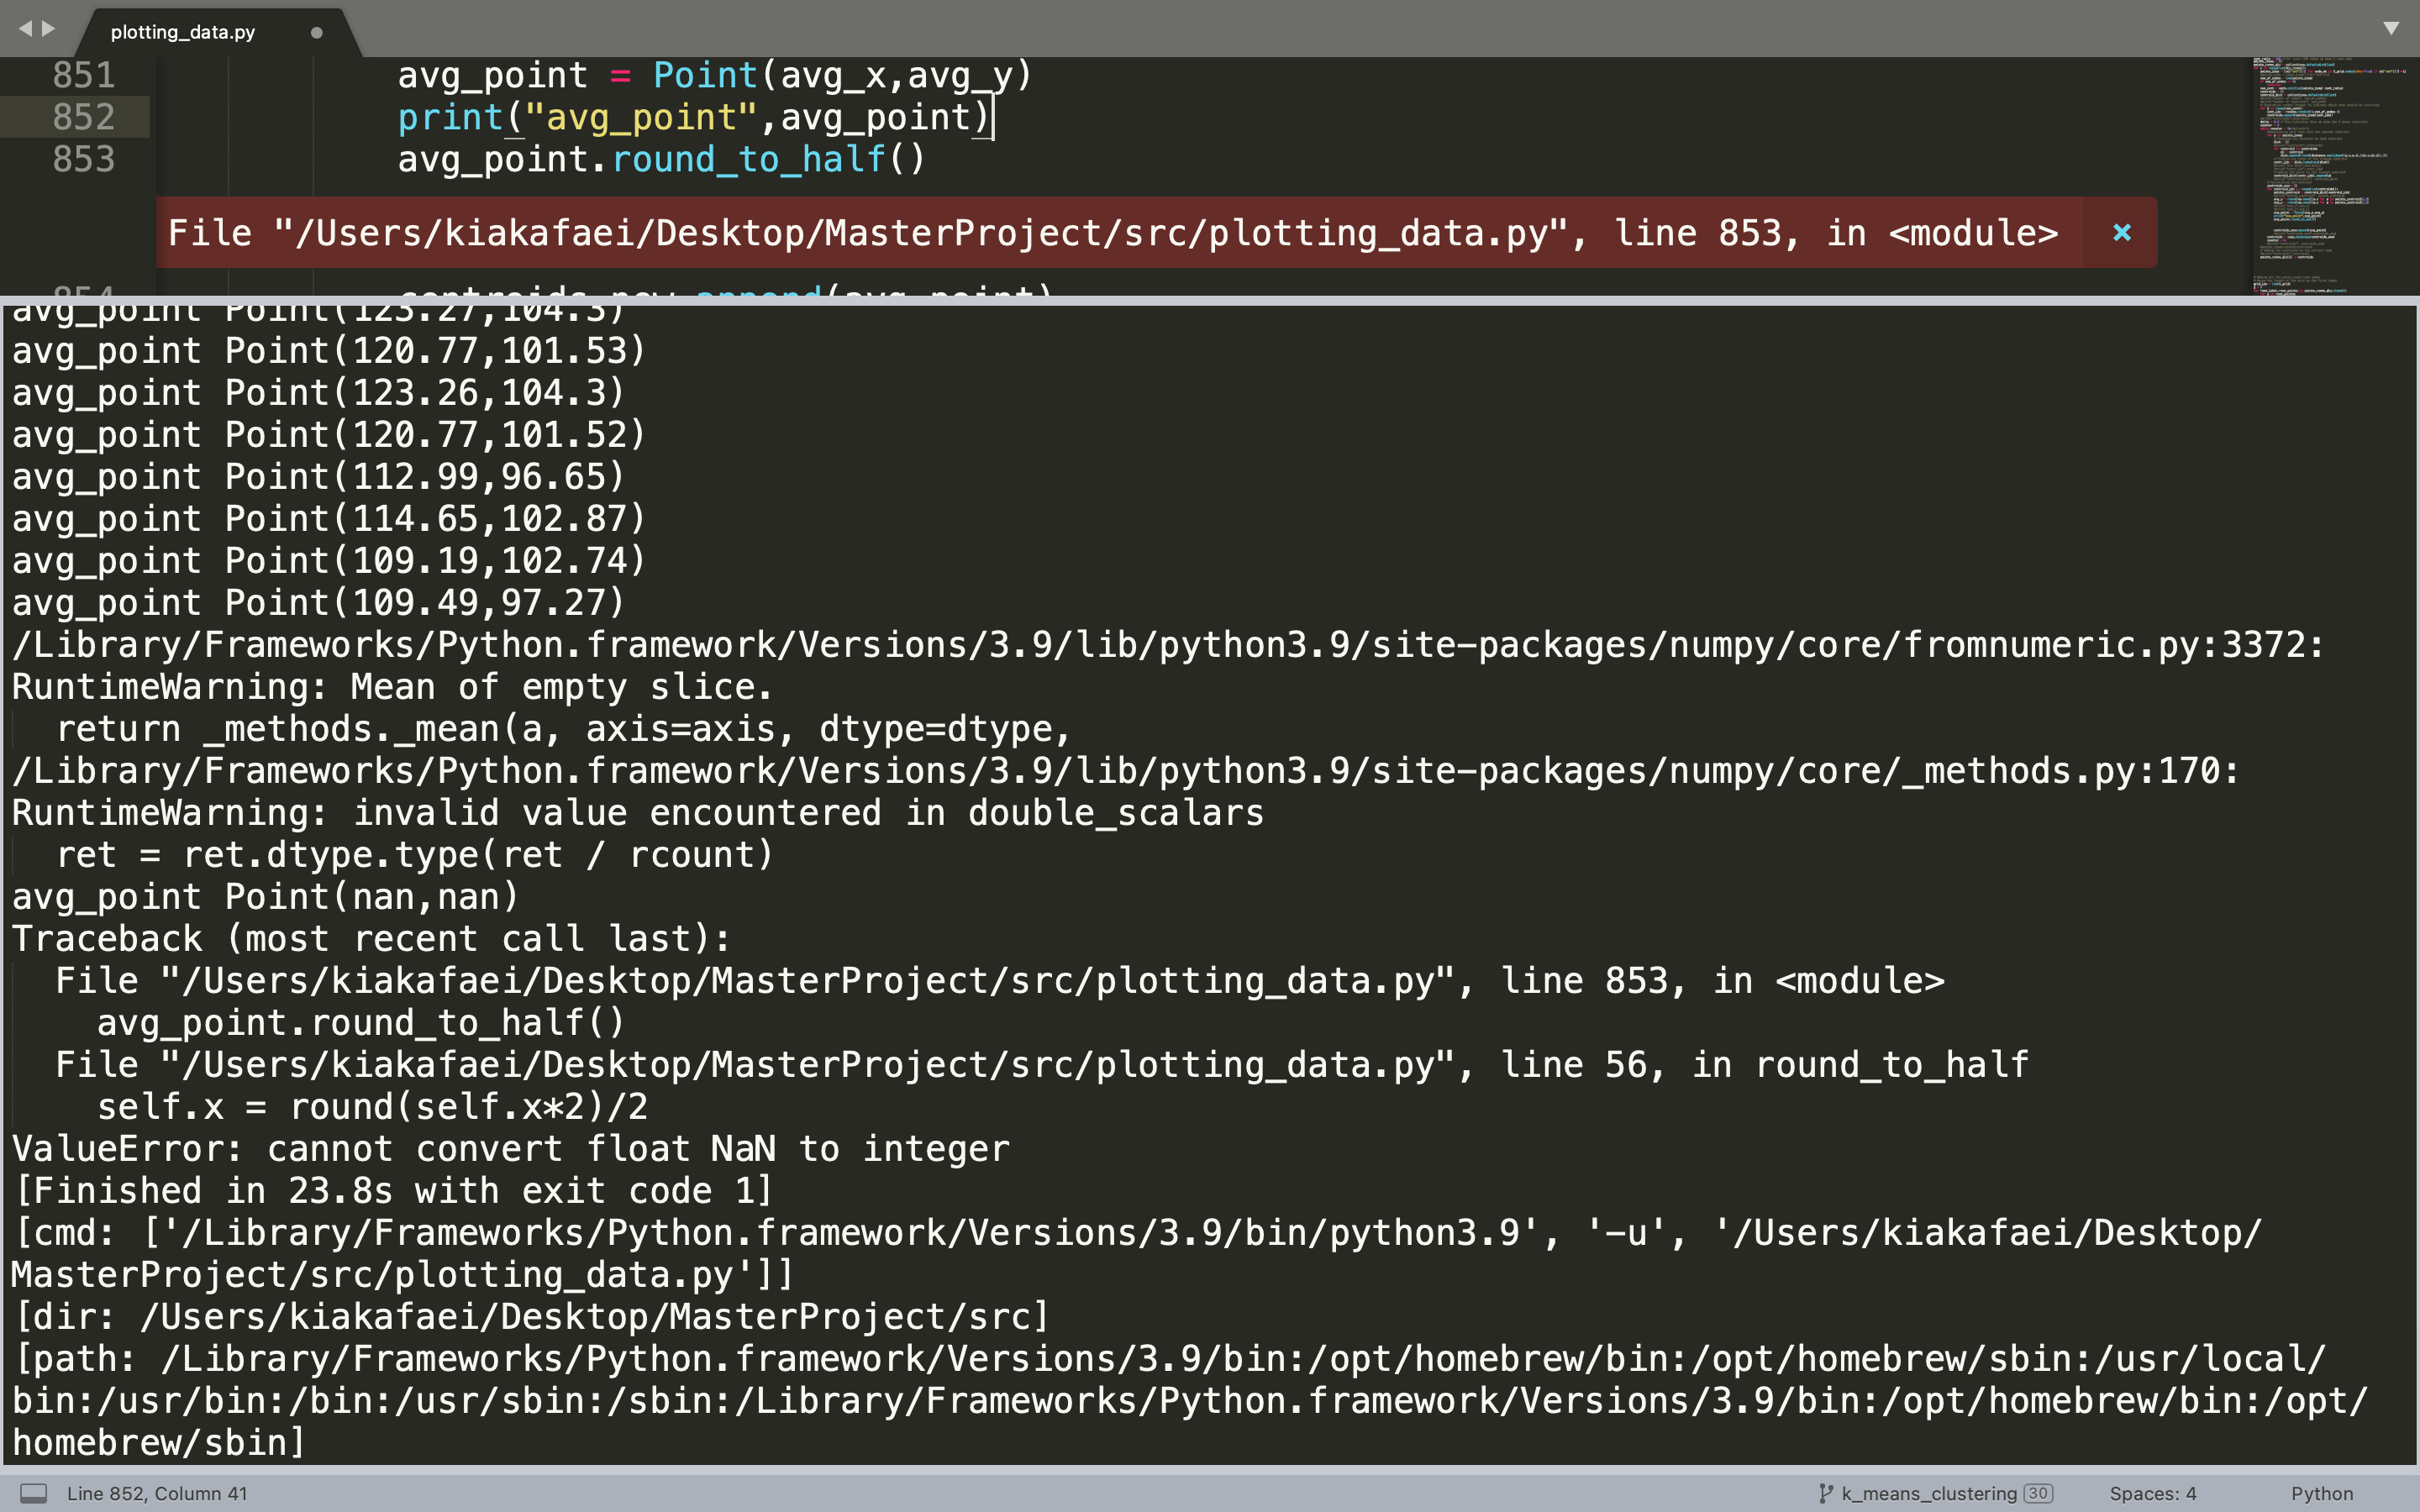 plotting_data.py
851 avg_point = Point(avg_x,avg_y)
852 print("avg_point",avg_point)
853 avg_point.round_to_half()
File "/Users/kiakafaei/Desktop/MasterProject/src/plotting_data.py", line 853, in <module> ×
854 centroids_new.append(avg_point)
avg_point Point(123.27,104.3)
avg_point Point(120.77,101.53)
avg_point Point(123.26,104.3)
avg_point Point(120.77,101.52)
avg_point Point(112.99,96.65)
avg_point Point(114.65,102.87)
avg_point Point(109.19,102.74)
avg_point Point(109.49,97.27)
/Library/Frameworks/Python.framework/Versions/3.9/lib/python3.9/site-packages/numpy/core/fromnumeric.py:3372:
RuntimeWarning: Mean of empty slice.
  return _methods._mean(a, axis=axis, dtype=dtype,
/Library/Frameworks/Python.framework/Versions/3.9/lib/python3.9/site-packages/numpy/core/_methods.py:170:
RuntimeWarning: invalid value encountered in double_scalars
  ret = ret.dtype.type(ret / rcount)
avg_point Point(nan,nan)
Traceback (most recent call last):
  File "/Users/kiakafaei/Desktop/MasterProject/src/plotting_data.py", line 853, in <module>
    avg_point.round_to_half()
  File "/Users/kiakafaei/Desktop/MasterProject/src/plotting_data.py", line 56, in round_to_half
    self.x = round(self.x*2)/2
ValueError: cannot convert float NaN to integer
[Finished in 23.8s with exit code 1]
[cmd: ['/Library/Frameworks/Python.framework/Versions/3.9/bin/python3.9', '-u', '/Users/kiakafaei/Desktop/
MasterProject/src/plotting_data.py']]
[dir: /Users/kiakafaei/Desktop/MasterProject/src]
[path: /Library/Frameworks/Python.framework/Versions/3.9/bin:/opt/homebrew/bin:/opt/homebrew/sbin:/usr/local/
bin:/usr/bin:/bin:/usr/sbin:/sbin:/Library/Frameworks/Python.framework/Versions/3.9/bin:/opt/homebrew/bin:/opt/
homebrew/sbin]
Line 852, Column 41 k_means_clustering 30 Spaces: 4 Python